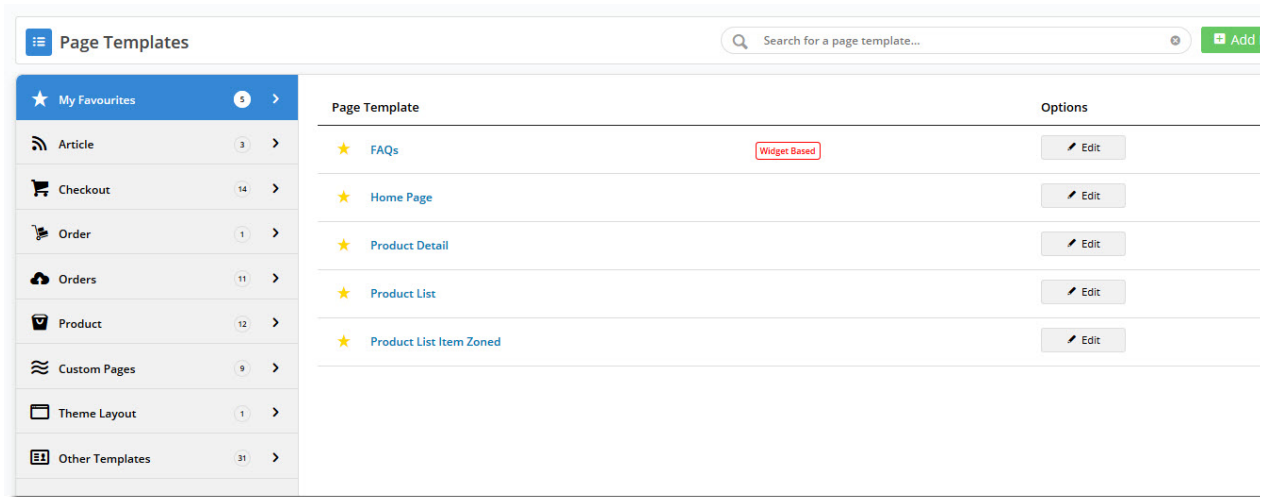 Page Templates
Search for a page template...
Add
My Favourites 5
Article 3
Checkout 14
Order 1
Orders 11
Product 12
Custom Pages 9
Theme Layout 1
Other Templates 31
Page Template Options
FAQs Widget Based Edit
Home Page Edit
Product Detail Edit
Product List Edit
Product List Item Zoned Edit